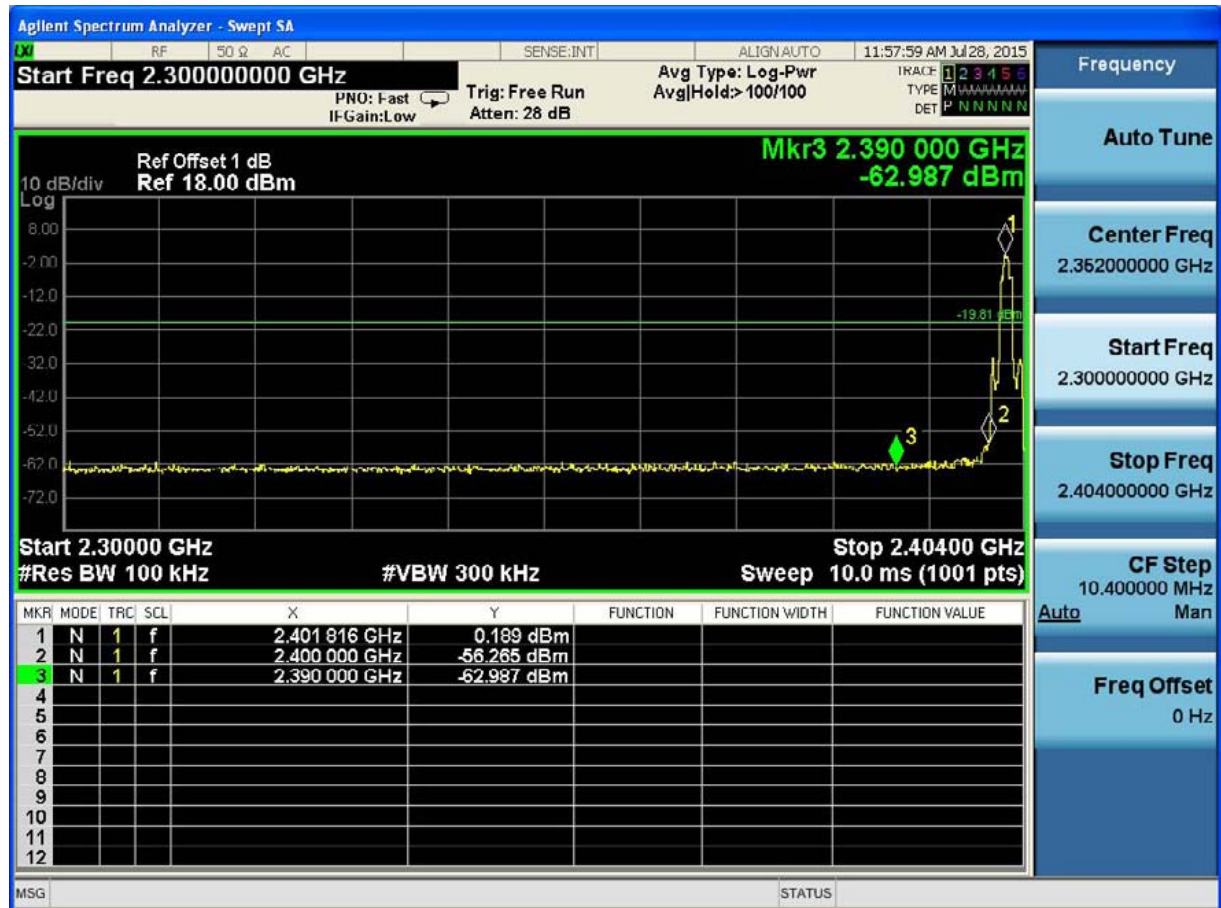 Agilent Spectrum Analyzer - Swept SA
LXI RF 50 Ω AC SENSE:INT ALIGN AUTO 11:57:59 AM Jul 28, 2015
Start Freq 2.300000000 GHz
PNO: Fast
IFGain:Low
Trig: Free Run
Atten: 28 dB
Avg Type: Log-Pwr
Avg|Hold:> 100/100
TRACE 1 2 3 4 5 6
TYPE M WWWWW
DET P N N N N N
Mkr3 2.390 000 GHz
-62.987 dBm
Ref Offset 1 dB
10 dB/div Ref 18.00 dBm
Log
8.00
-2.00
-12.0
-22.0
-32.0
-42.0
-52.0
-62.0
-72.0
1
-19.81 dBm
2
3
Start 2.30000 GHz Stop 2.40400 GHz
#Res BW 100 kHz #VBW 300 kHz Sweep 10.0 ms (1001 pts)
MKR MODE TRC SCL X Y FUNCTION FUNCTION WIDTH FUNCTION VALUE
1 N 1 f 2.401 816 GHz 0.189 dBm
2 N 1 f 2.400 000 GHz -56.265 dBm
3 N 1 f 2.390 000 GHz -62.987 dBm
4
5
6
7
8
9
10
11
12
MSG STATUS
Frequency
Auto Tune
Center Freq
2.352000000 GHz
Start Freq
2.300000000 GHz
Stop Freq
2.404000000 GHz
CF Step
10.400000 MHz
Auto Man
Freq Offset
0 Hz